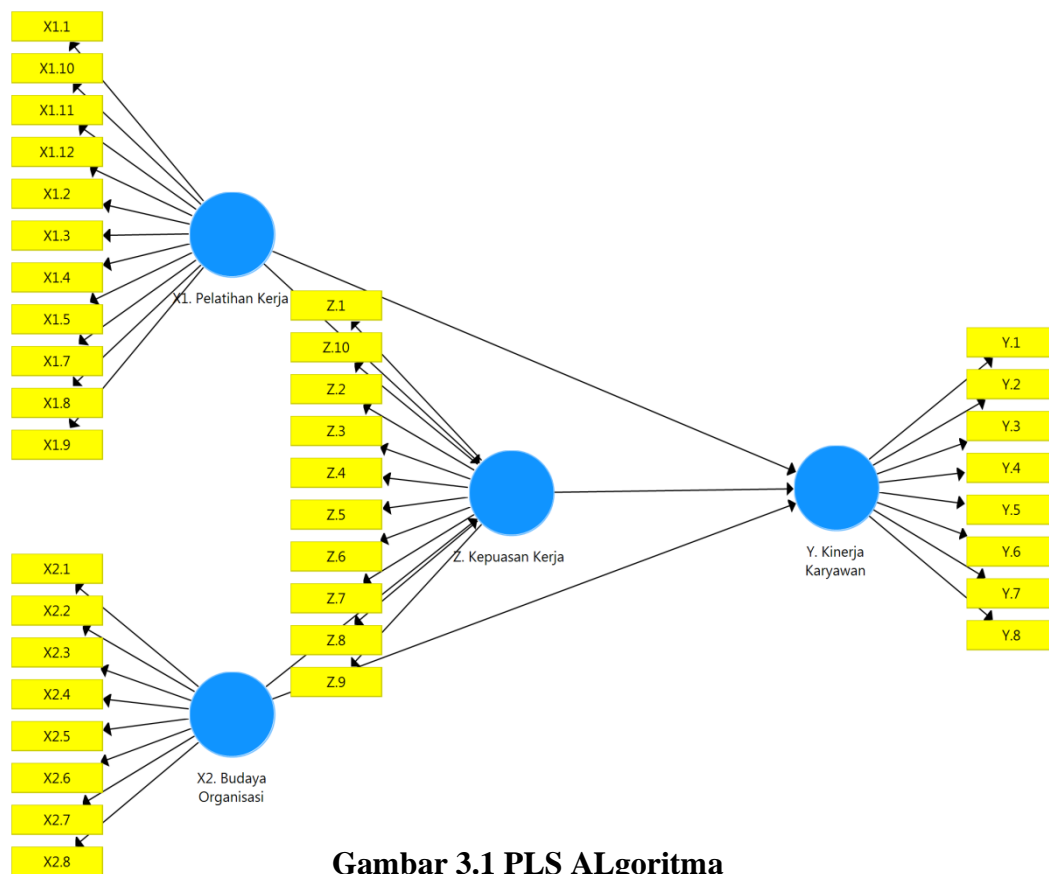 X1.1
X1.10
X1.11
X1.12
X1.2
X1.3
X1.4
X1.5
X1.7
X1.8
X1.9
X1. Pelatihan Kerja
Z.1
Z.10
Z.2
Z.3
Z.4
Z.5
Z.6
Z.7
Z.8
Z.9
Z. Kepuasan Kerja
Y.1
Y.2
Y.3
Y.4
Y.5
Y.6
Y.7
Y.8
Y. Kinerja
Karyawan
X2.1
X2.2
X2.3
X2.4
X2.5
X2.6
X2.7
X2.8
X2. Budaya
Organisasi
Gambar 3.1 PLS ALgoritma